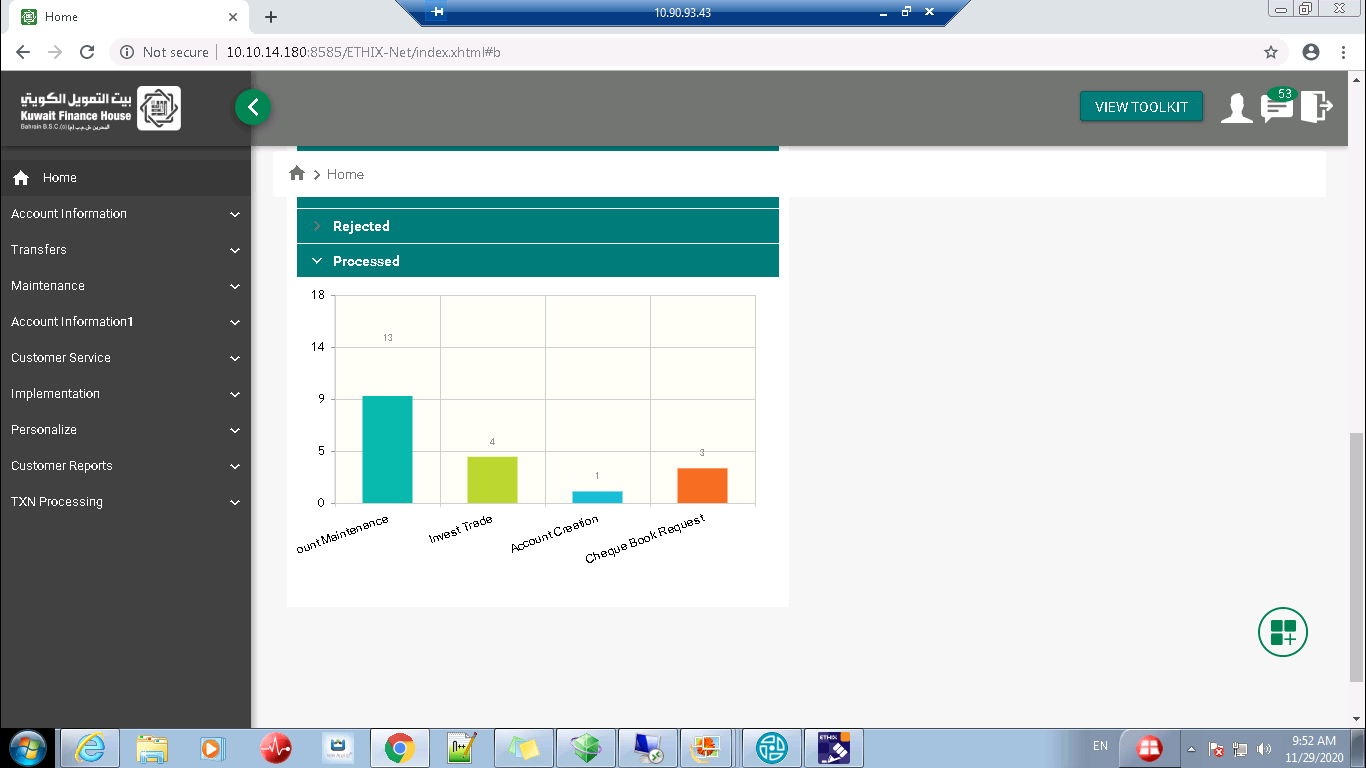 Home
10.90.93.43
Not secure
10.10.14.180:8585/ETHIX-Net/index.xhtml#b
بيت التمويل الكويتي
Kuwait Finance House
Bahrain B.S.C.(c)
VIEW TOOLKIT
53
Home
Home
Account Information
Transfers
Maintenance
Account Information1
Customer Service
Implementation
Personalize
Customer Reports
TXN Processing
Rejected
Processed
18
14
9
5
0
13
4
1
3
ount Maintenance
Invest Trade
Account Creation
Cheque Book Request
ETHIX
EN
9:52 AM
11/29/2020